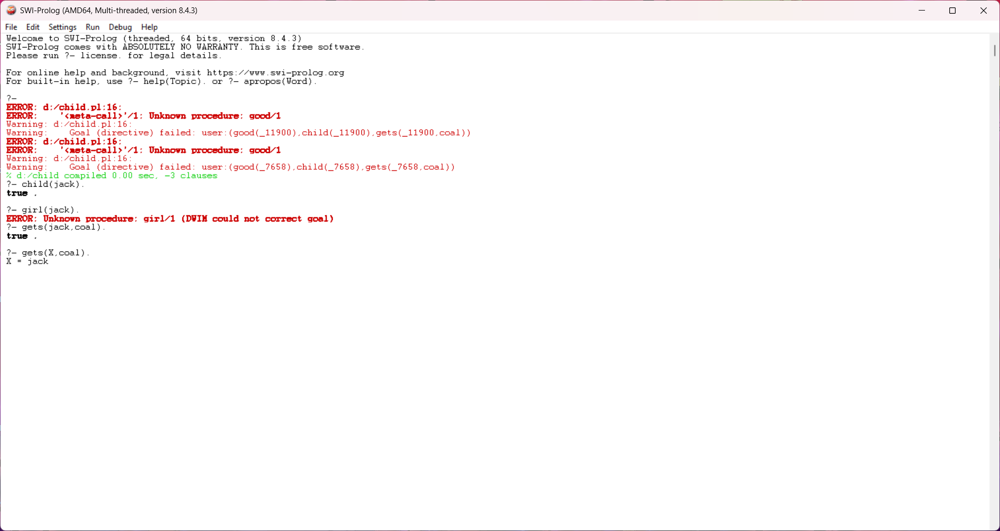 SWI-Prolog (AMD64, Multi-threaded, version 8.4.3)
File Edit Settings Run Debug Help
Welcome to SWI-Prolog (threaded, 64 bits, version 8.4.3)
SWI-Prolog comes with ABSOLUTELY NO WARRANTY. This is free software.
Please run ?- license. for legal details.
For online help and background, visit https://www.swi-prolog.org
For built-in help, use ?- help(Topic). or ?- apropos(Word).
?-
ERROR: d:/child.pl:16:
ERROR:    '<meta-call>'/1: Unknown procedure: good/1
Warning: d:/child.pl:16:
Warning:    Goal (directive) failed: user:(good(_11900),child(_11900),gets(_11900,coal))
ERROR: d:/child.pl:16:
ERROR:    '<meta-call>'/1: Unknown procedure: good/1
Warning: d:/child.pl:16:
Warning:    Goal (directive) failed: user:(good(_7658),child(_7658),gets(_7658,coal))
% d:/child compiled 0.00 sec, -3 clauses
?- child(jack).
true .
?- girl(jack).
ERROR: Unknown procedure: girl/1 (DWIM could not correct goal)
?- gets(jack,coal).
true .
?- gets(X,coal).
X = jack